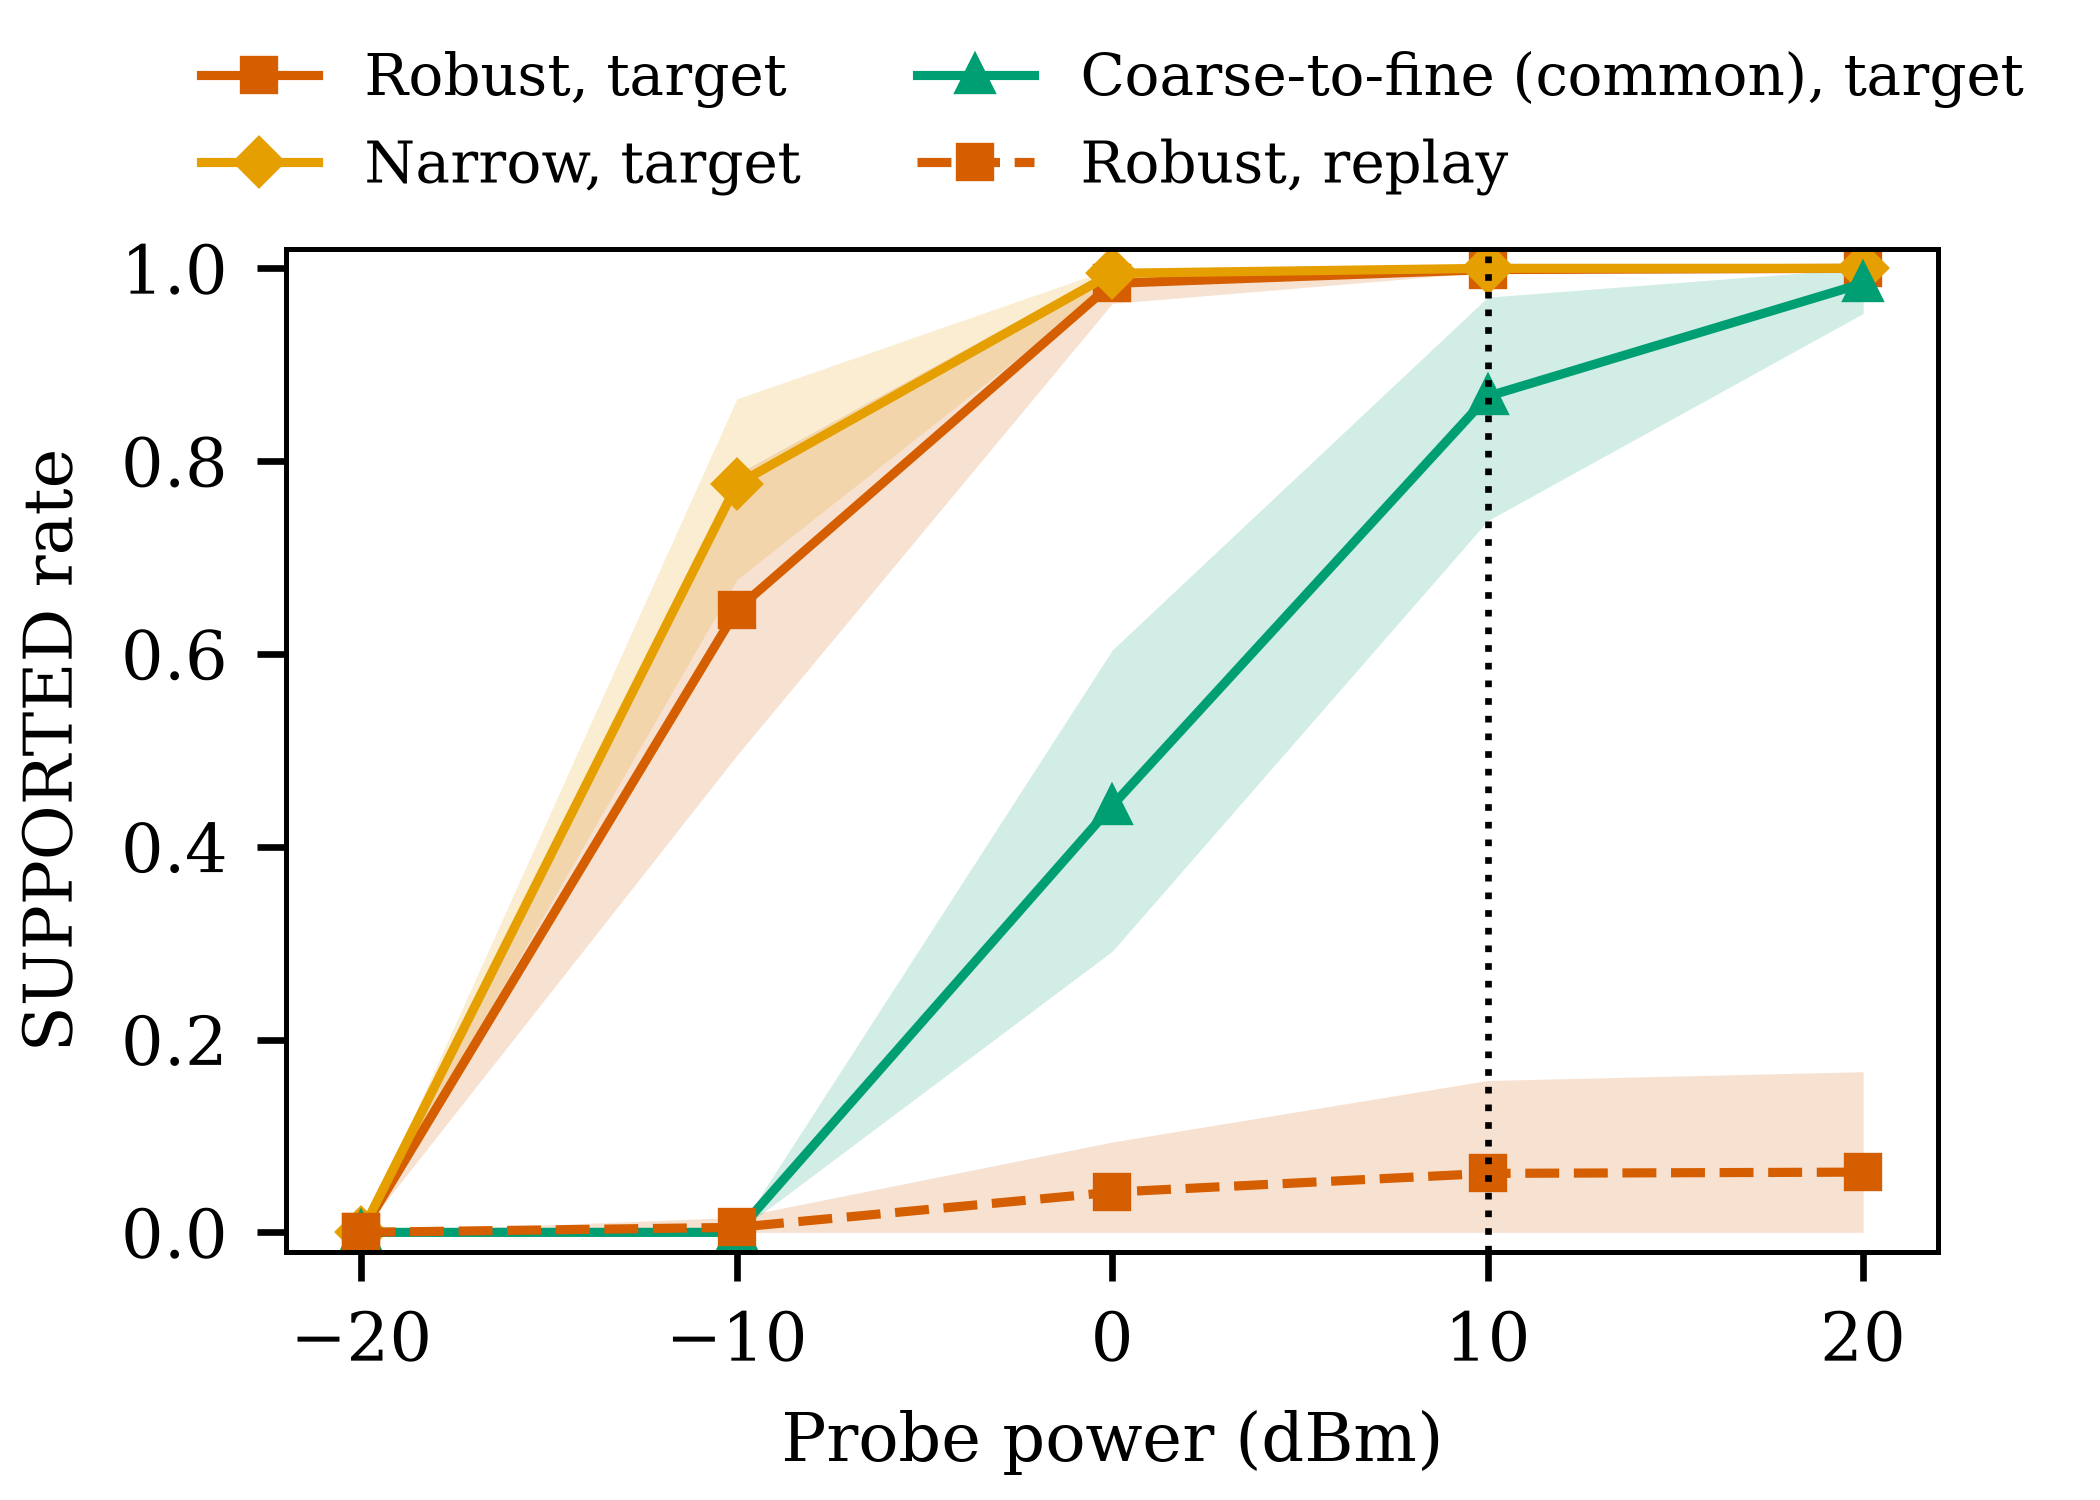 Robust, target
Narrow, target
Coarse-to-fine (common), target
Robust, replay
1.0
0.8
0.6
0.4
0.2
0.0
SUPPORTED rate
−20
−10
0
10
20
Probe power (dBm)